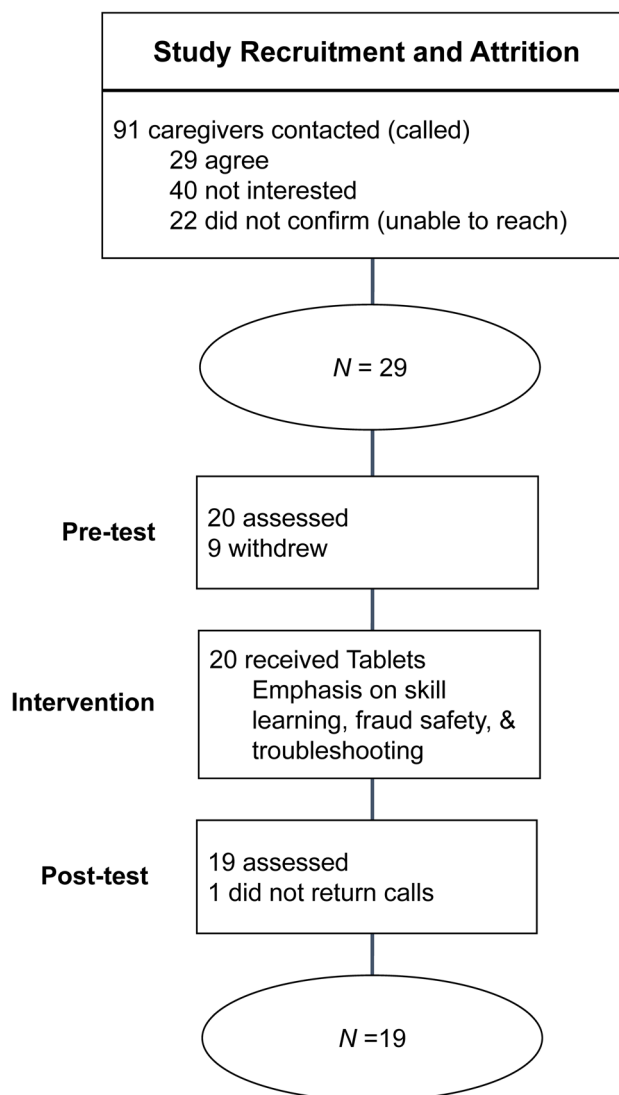 Study Recruitment and Attrition
91 caregivers contacted (called)
29 agree
40 not interested
22 did not confirm (unable to reach)
N = 29
Pre-test
20 assessed
9 withdrew
Intervention
20 received Tablets
Emphasis on skill
learning, fraud safety, &
troubleshooting
Post-test
19 assessed
1 did not return calls
N =19